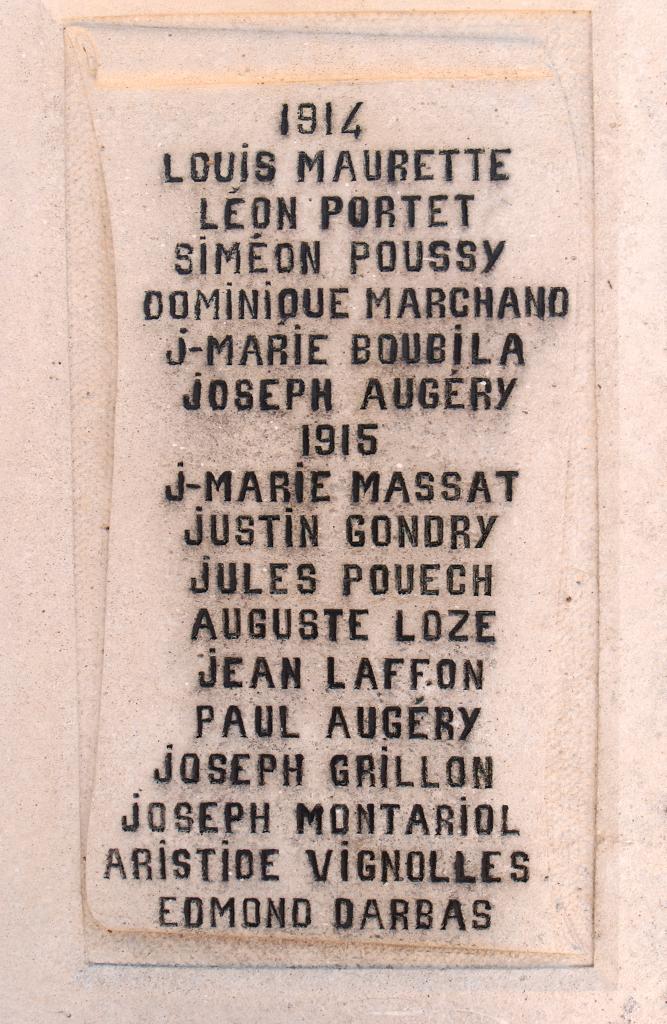 1914
LOUiS MAURETTE
LÉON PORTET
SiMÉON POUSSY
DOMiNiQUE MARCHAND
J-MARiE BOUBiLA
JOSEPH AUGÉRY
1915
J-MARiE MASSAT
JUSTiN GONDRY
JULES POUECH
AUGUSTE LOZE
JEAN LAFFON
PAUL AUGÉRY
JOSEPH GRiLLON
JOSEPH MONTARiOL
ARiSTiDE ViGNOLLES
EDMOND DARBAS